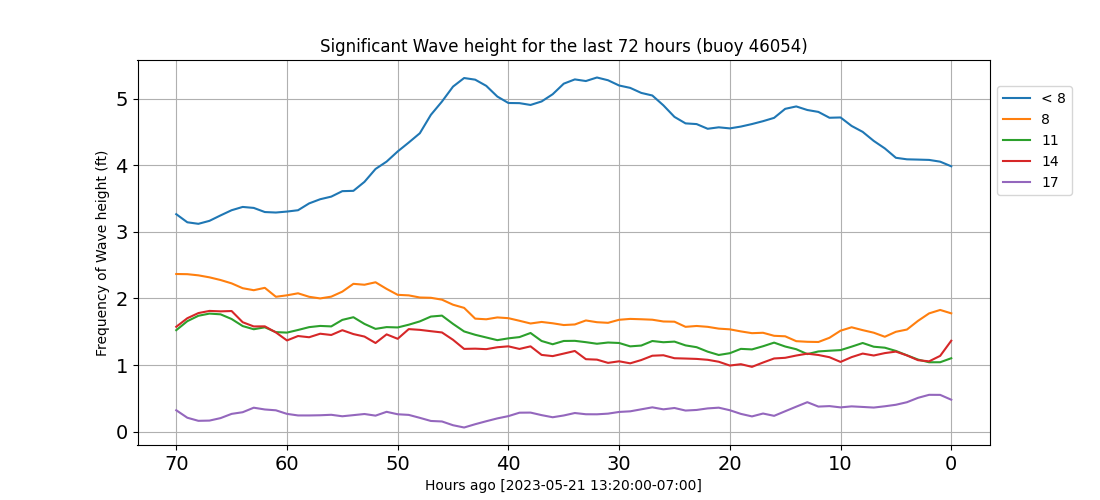 Significant Wave height for the last 72 hours (buoy 46054)
Frequency of Wave height (ft)
5
4
3
2
1
0
70 60 50 40 30 20 10 0
Hours ago [2023-05-21 13:20:00-07:00]
< 8
8
11
14
17